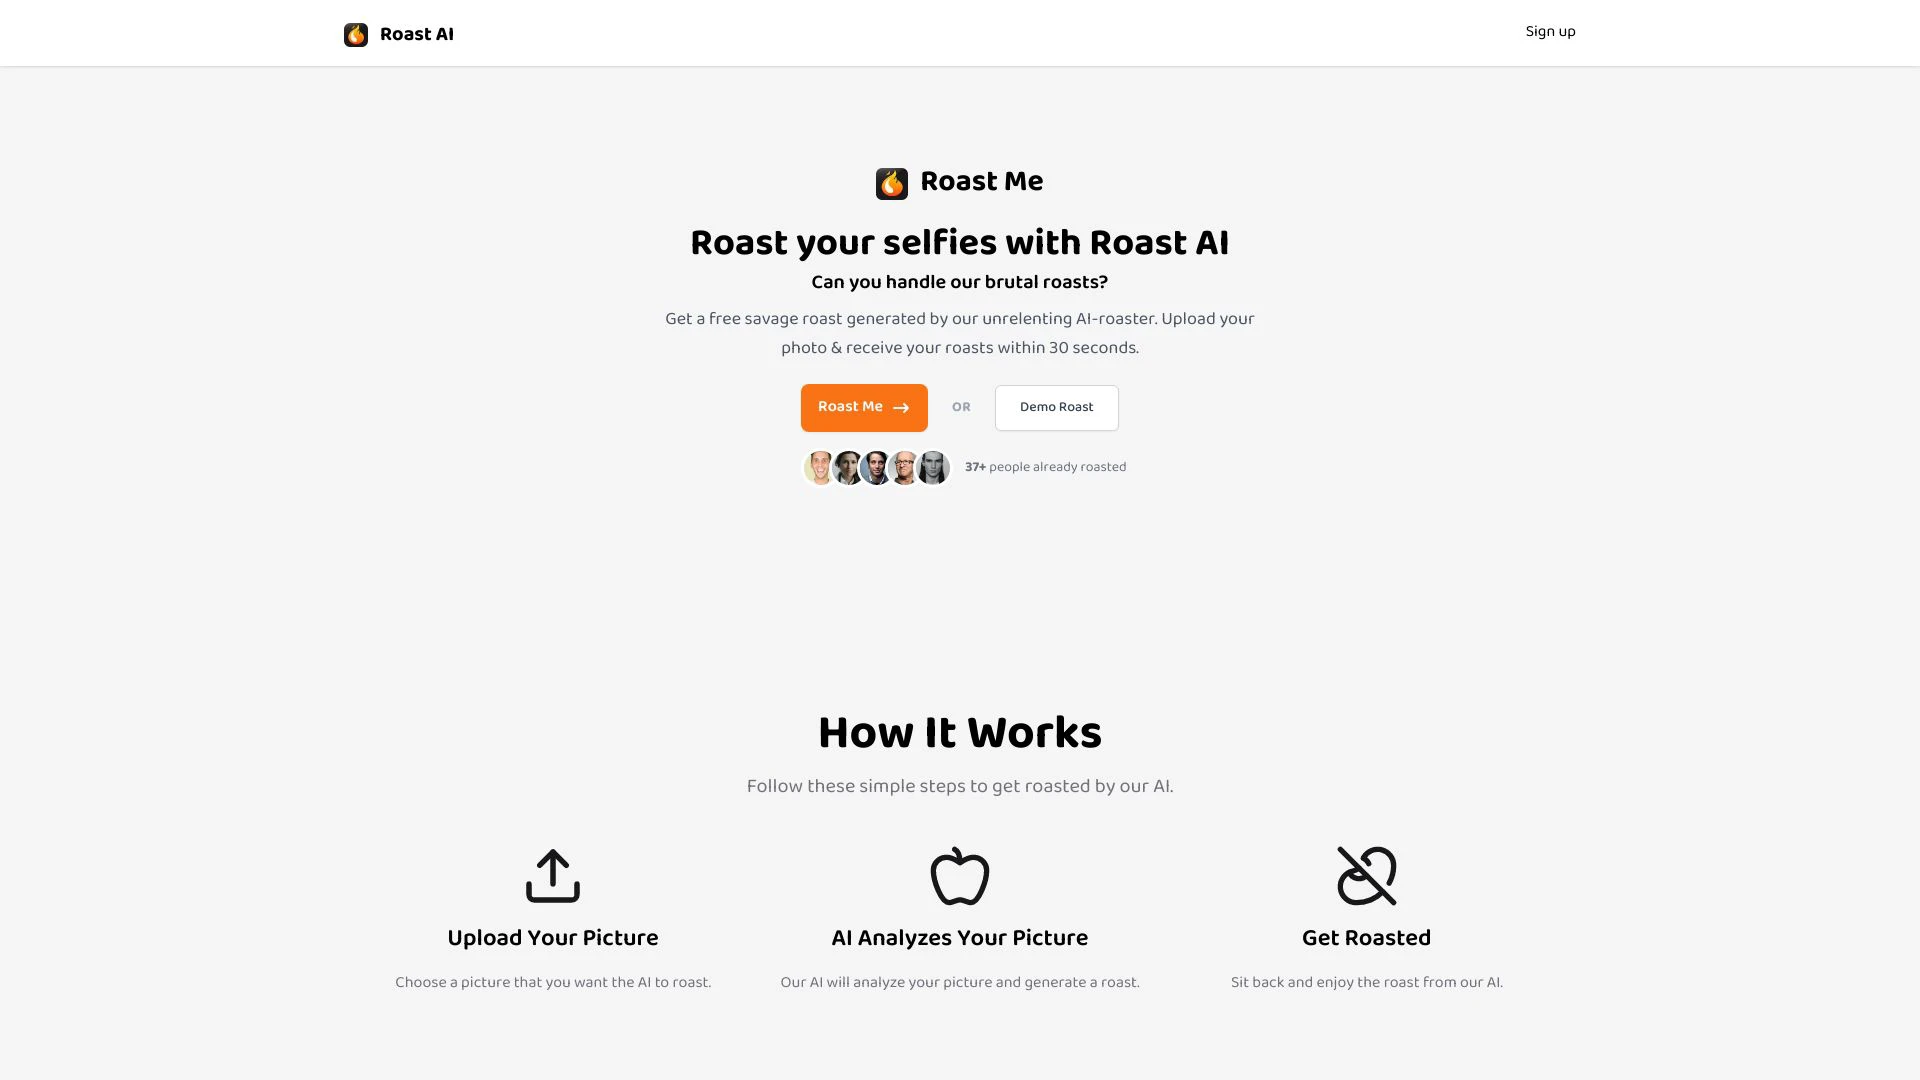 Roast AI
Sign up
Roast Me
Roast your selfies with Roast AI
Can you handle our brutal roasts?
Get a free savage roast generated by our unrelenting AI-roaster. Upload your
photo & receive your roasts within 30 seconds.
Roast Me
OR
Demo Roast
37+ people already roasted
How It Works
Follow these simple steps to get roasted by our AI.
Upload Your Picture
Choose a picture that you want the AI to roast.
AI Analyzes Your Picture
Our AI will analyze your picture and generate a roast.
Get Roasted
Sit back and enjoy the roast from our AI.